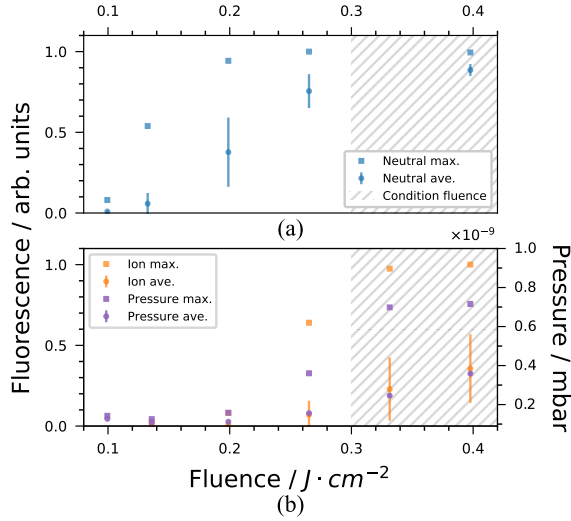 0.1 0.2 0.3 0.4
1.0
0.5
0.0
Neutral max.
Neutral ave.
Condition fluence
(a)
Fluorescence / arb. units
×10⁻⁹
1.0
0.5
0.0
Ion max.
Ion ave.
Pressure max.
Pressure ave.
1.0
0.8
0.6
0.4
0.2
Pressure / mbar
0.1 0.2 0.3 0.4
Fluence / J · cm⁻²
(b)